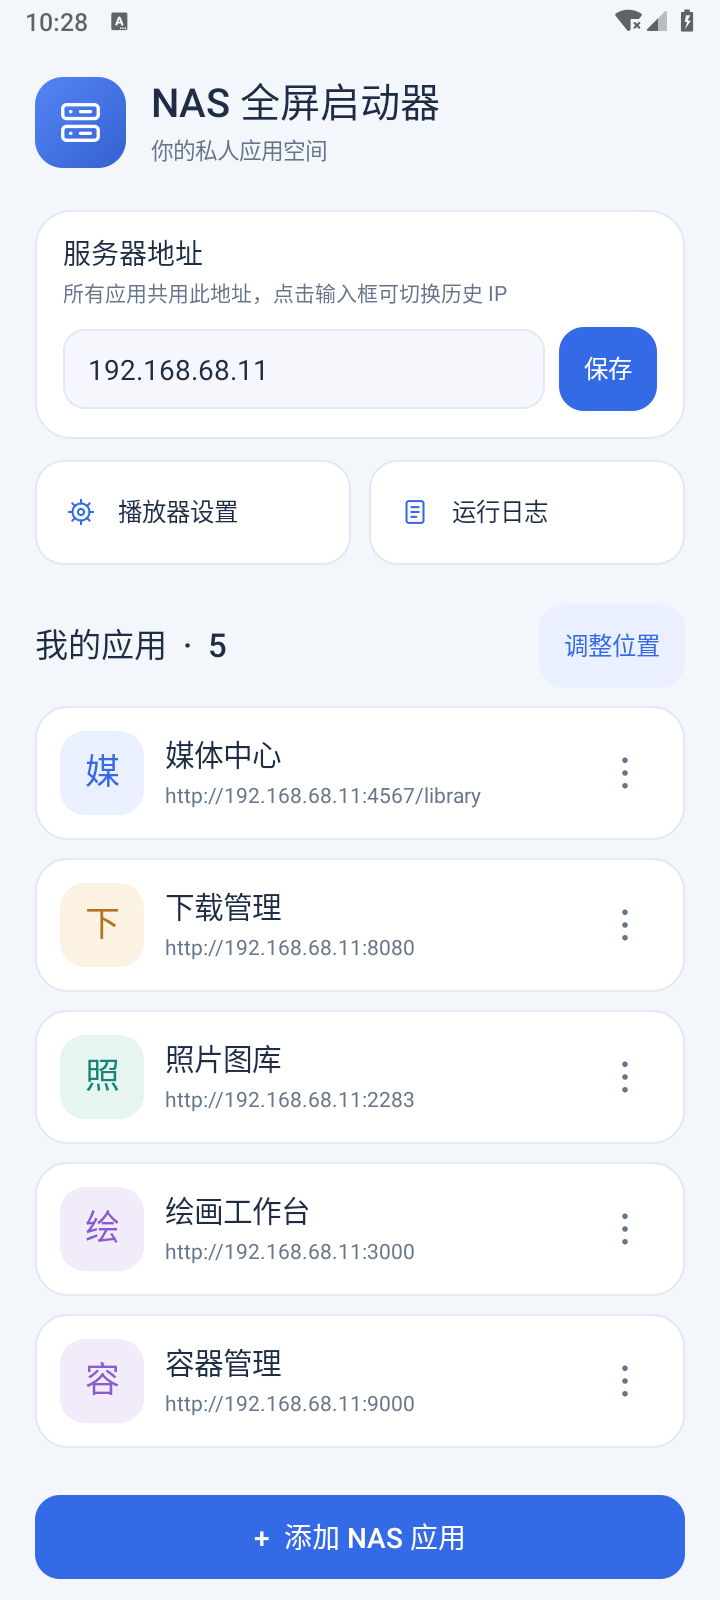 10:28
NAS 全屏启动器
你的私人应用空间
服务器地址
所有应用共用此地址，点击输入框可切换历史 IP
192.168.68.11
保存
播放器设置
运行日志
我的应用 · 5
调整位置
媒
媒体中心
http://192.168.68.11:4567/library
下
下载管理
http://192.168.68.11:8080
照
照片图库
http://192.168.68.11:2283
绘
绘画工作台
http://192.168.68.11:3000
容
容器管理
http://192.168.68.11:9000
+ 添加 NAS 应用